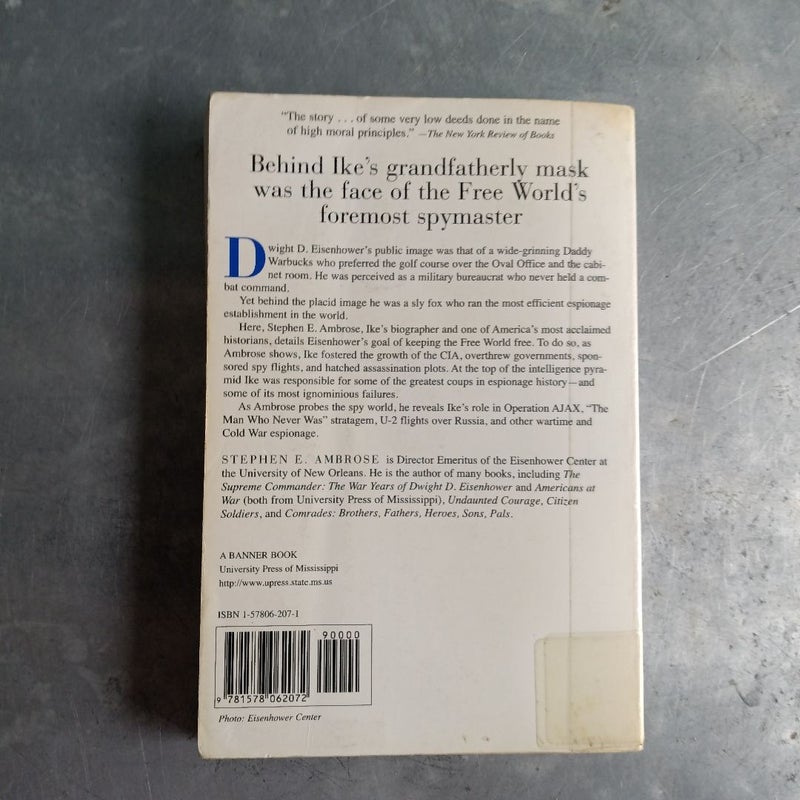 "The story . . . of some very low deeds done in the name
of high moral principles." —The New York Review of Books
Behind Ike's grandfatherly mask
was the face of the Free World's
foremost spymaster
Dwight D. Eisenhower's public image was that of a wide-grinning Daddy
Warbucks who preferred the golf course over the Oval Office and the cabi-
net room. He was perceived as a military bureaucrat who never held a com-
bat command.
Yet behind the placid image he was a sly fox who ran the most efficient espionage
establishment in the world.
Here, Stephen E. Ambrose, Ike's biographer and one of America's most acclaimed
historians, details Eisenhower's goal of keeping the Free World free. To do so, as
Ambrose shows, Ike fostered the growth of the CIA, overthrew governments, spon-
sored spy flights, and hatched assassination plots. At the top of the intelligence pyra-
mid Ike was responsible for some of the greatest coups in espionage history—and
some of its most ignominious failures.
As Ambrose probes the spy world, he reveals Ike's role in Operation AJAX, "The
Man Who Never Was" stratagem, U-2 flights over Russia, and other wartime and
Cold War espionage.
STEPHEN E. AMBROSE is Director Emeritus of the Eisenhower Center at
the University of New Orleans. He is the author of many books, including The
Supreme Commander: The War Years of Dwight D. Eisenhower and Americans at
War (both from University Press of Mississippi), Undaunted Courage, Citizen
Soldiers, and Comrades: Brothers, Fathers, Heroes, Sons, Pals.
A BANNER BOOK
University Press of Mississippi
http://www.upress.state.ms.us
ISBN 1-57806-207-1
90000
9 781578 062072
Photo: Eisenhower Center